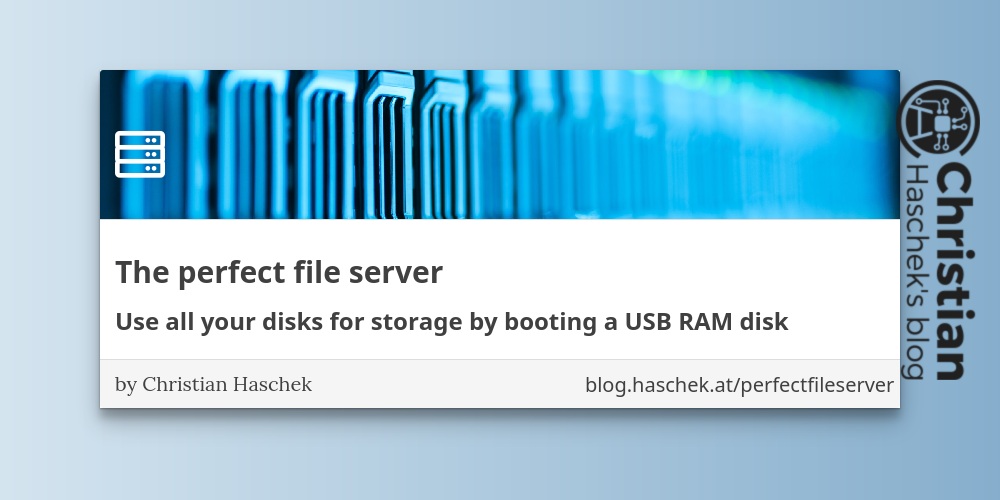 The perfect file server
Use all your disks for storage by booting a USB RAM disk
by Christian Haschek
blog.haschek.at/perfectfileserver
Christian
Haschek's blog